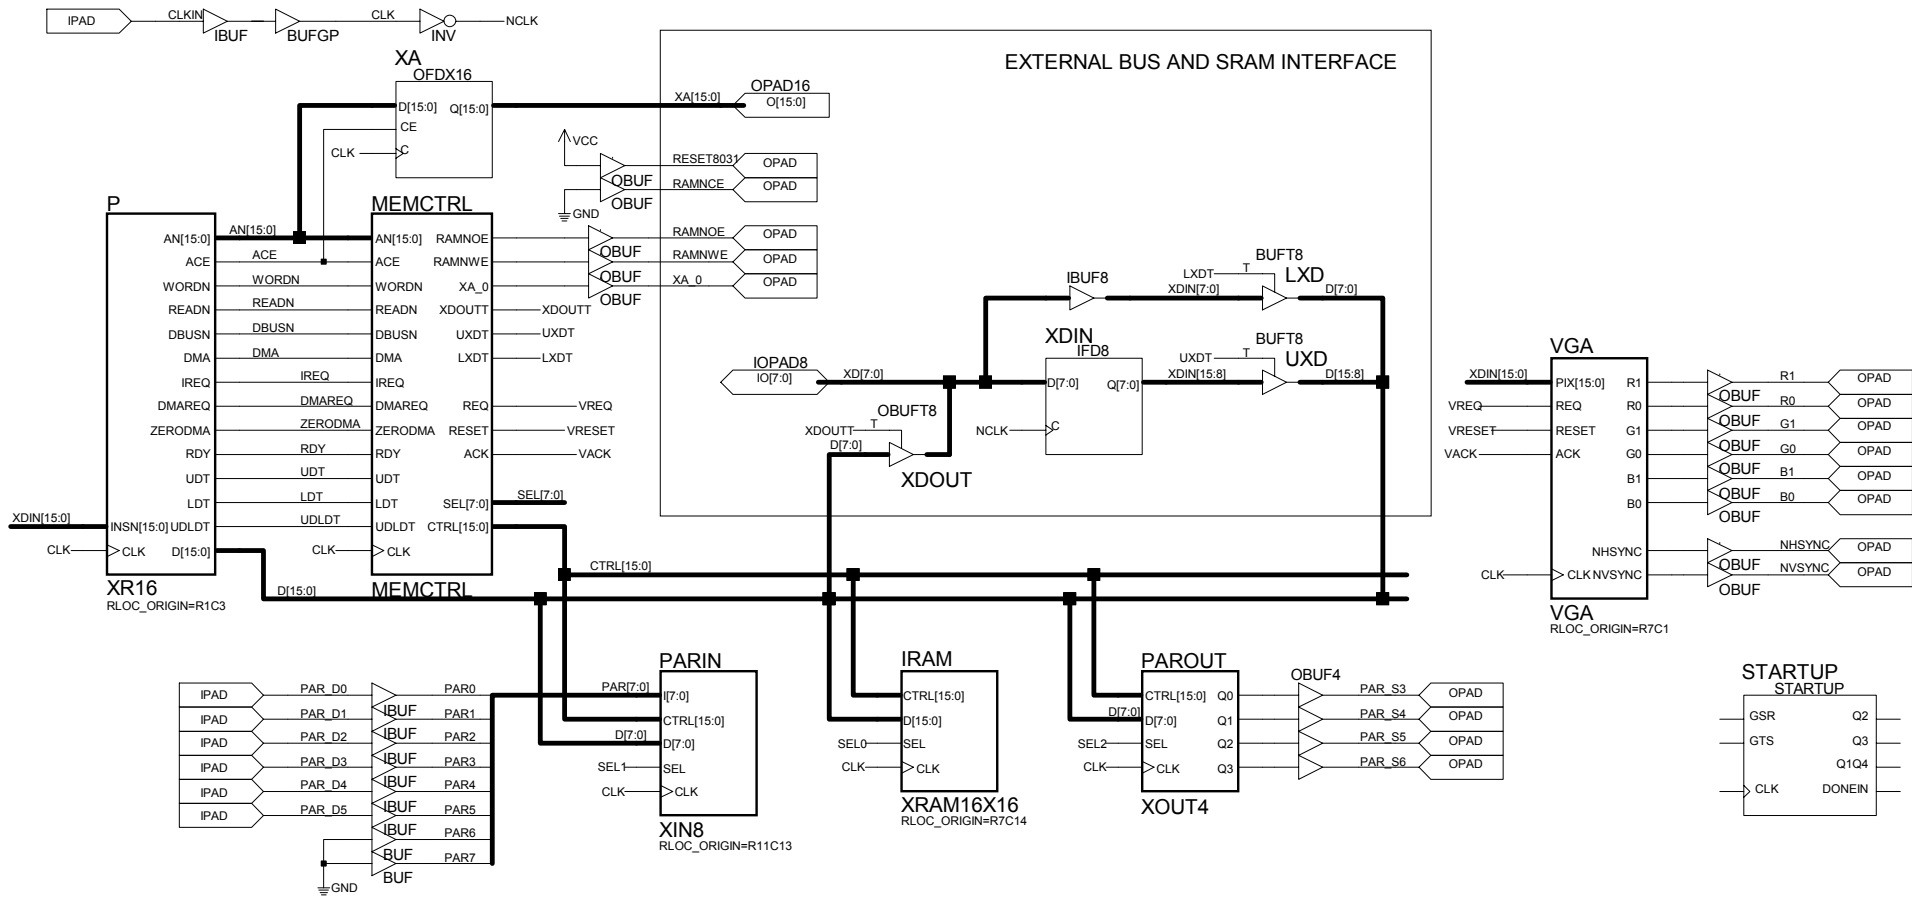 IPAD CLKIN IBUF BUFGP CLK INV NCLK
EXTERNAL BUS AND SRAM INTERFACE
XA
OFDX16
D[15:0] Q[15:0]
CE
CLK C
XA[15:0] OPAD16
O[15:0]
VCC
RESET8031 OPAD
OBUF RAMNCE OPAD
OBUF
GND
P
AN[15:0] AN[15:0]
ACE ACE
WORDN WORDN
READN READN
DBUSN DBUSN
DMA DMA
IREQ IREQ
DMAREQ DMAREQ
ZERODMA ZERODMA
RDY RDY
UDT UDT
LDT LDT
XDIN[15:0] INSN[15:0] UDLDT UDLDT
CLK CLK D[15:0]
XR16
RLOC_ORIGIN=R1C3
D[15:0]
MEMCTRL
AN[15:0] RAMNOE
ACE RAMNWE
WORDN XA_0
READN XDOUTT XDOUTT
DBUSN UXDT UXDT
DMA LXDT LXDT
IREQ
DMAREQ REQ VREQ
ZERODMA RESET VRESET
RDY ACK VACK
UDT
LDT SEL[7:0] SEL[7:0]
UDLDT CTRL[15:0]
CLK CLK
MEMCTRL
CTRL[15:0]
RAMNOE OPAD
OBUF RAMNWE OPAD
OBUF XA_0 OPAD
OBUF
IOPAD8
IO[7:0] XD[7:0]
OBUFT8
XDOUTT T
D[7:0]
XDOUT
IBUF8
XDIN[7:0]
BUFT8
LXDT T LXD
D[7:0]
XDIN
IFD8
D[7:0] Q[7:0]
NCLK C
XDIN[15:8]
BUFT8
UXDT T UXD
D[15:8]
VGA
XDIN[15:0] PIX[15:0] R1
VREQ REQ R0
VRESET RESET G1
VACK ACK G0
B1
B0
NHSYNC
CLK CLK NVSYNC
VGA
RLOC_ORIGIN=R7C1
R1 OPAD
OBUF R0 OPAD
OBUF G1 OPAD
OBUF G0 OPAD
OBUF B1 OPAD
OBUF B0 OPAD
OBUF
NHSYNC OPAD
OBUF NVSYNC OPAD
OBUF
IPAD PAR_D0 PAR0
IPAD PAR_D1 IBUF PAR1
IPAD PAR_D2 IBUF PAR2
IPAD PAR_D3 IBUF PAR3
IPAD PAR_D4 IBUF PAR4
IPAD PAR_D5 IBUF PAR5
IBUF PAR6
BUF PAR7
BUF
GND
PARIN
PAR[7:0] I[7:0]
CTRL[15:0]
D[7:0] D[7:0]
SEL1 SEL
CLK CLK
XIN8
RLOC_ORIGIN=R11C13
IRAM
CTRL[15:0]
D[15:0]
SEL0 SEL
CLK CLK
XRAM16X16
RLOC_ORIGIN=R7C14
PAROUT
CTRL[15:0] Q0
D[7:0] D[7:0] Q1
SEL2 SEL Q2
CLK CLK Q3
XOUT4
OBUF4
PAR_S3 OPAD
PAR_S4 OPAD
PAR_S5 OPAD
PAR_S6 OPAD
STARTUP
STARTUP
GSR Q2
GTS Q3
Q1Q4
CLK DONEIN